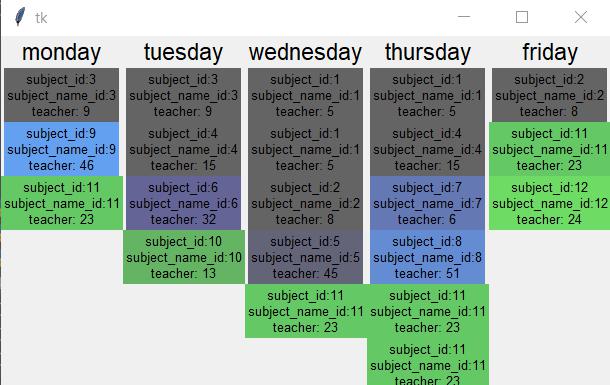 tk
monday tuesday wednesday thursday friday
subject_id:3 subject_id:3 subject_id:1 subject_id:1 subject_id:2
subject_name_id:3 subject_name_id:3 subject_name_id:1 subject_name_id:1 subject_name_id:2
teacher: 9 teacher: 9 teacher: 5 teacher: 5 teacher: 8
subject_id:9 subject_id:4 subject_id:1 subject_id:4 subject_id:11
subject_name_id:9 subject_name_id:4 subject_name_id:1 subject_name_id:4 subject_name_id:11
teacher: 46 teacher: 15 teacher: 5 teacher: 15 teacher: 23
subject_id:11 subject_id:6 subject_id:2 subject_id:7 subject_id:12
subject_name_id:11 subject_name_id:6 subject_name_id:2 subject_name_id:7 subject_name_id:12
teacher: 23 teacher: 32 teacher: 8 teacher: 6 teacher: 24
subject_id:10 subject_id:5 subject_id:8
subject_name_id:10 subject_name_id:5 subject_name_id:8
teacher: 13 teacher: 45 teacher: 51
subject_id:11 subject_id:11
subject_name_id:11 subject_name_id:11
teacher: 23 teacher: 23
subject_id:11
subject_name_id:11
teacher: 23